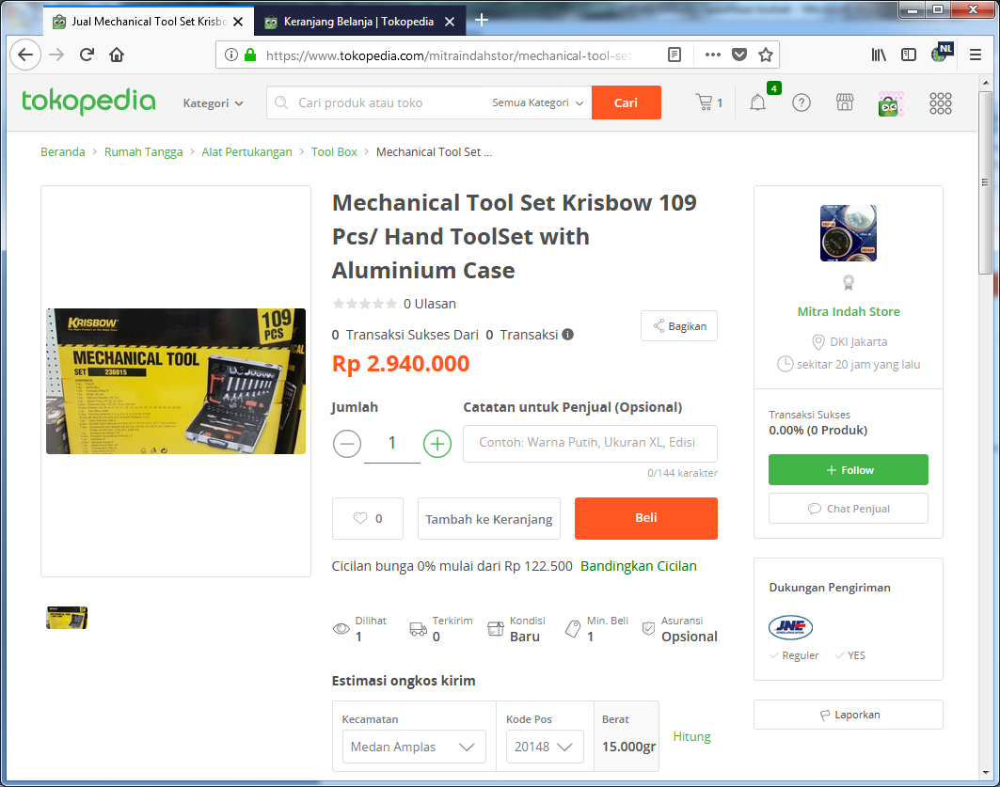 Jual Mechanical Tool Set Krisbo
Keranjang Belanja | Tokopedia
https://www.tokopedia.com/mitraindahstor/mechanical-tool-set
NL
tokopedia
Kategori
Cari produk atau toko
Semua Kategori
Cari
1
4
Beranda > Rumah Tangga > Alat Pertukangan > Tool Box > Mechanical Tool Set ...
KRISBOW
109
PCS
MECHANICAL TOOL
SET 236815
Mechanical Tool Set Krisbow 109
Pcs/ Hand ToolSet with
Aluminium Case
0 Ulasan
0 Transaksi Sukses Dari 0 Transaksi
Bagikan
Rp 2.940.000
Jumlah
1
Catatan untuk Penjual (Opsional)
Contoh: Warna Putih, Ukuran XL, Edisi
0/144 karakter
0
Tambah ke Keranjang
Beli
Cicilan bunga 0% mulai dari Rp 122.500 Bandingkan Cicilan
Dilihat
1
Terkirim
0
Kondisi
Baru
Min. Beli
1
Asuransi
Opsional
Estimasi ongkos kirim
Kecamatan
Medan Amplas
Kode Pos
20148
Berat
15.000gr
Hitung
Mitra Indah Store
DKI Jakarta
sekitar 20 jam yang lalu
Transaksi Sukses
0.00% (0 Produk)
+ Follow
Chat Penjual
Dukungan Pengiriman
JNE
Reguler
YES
Laporkan